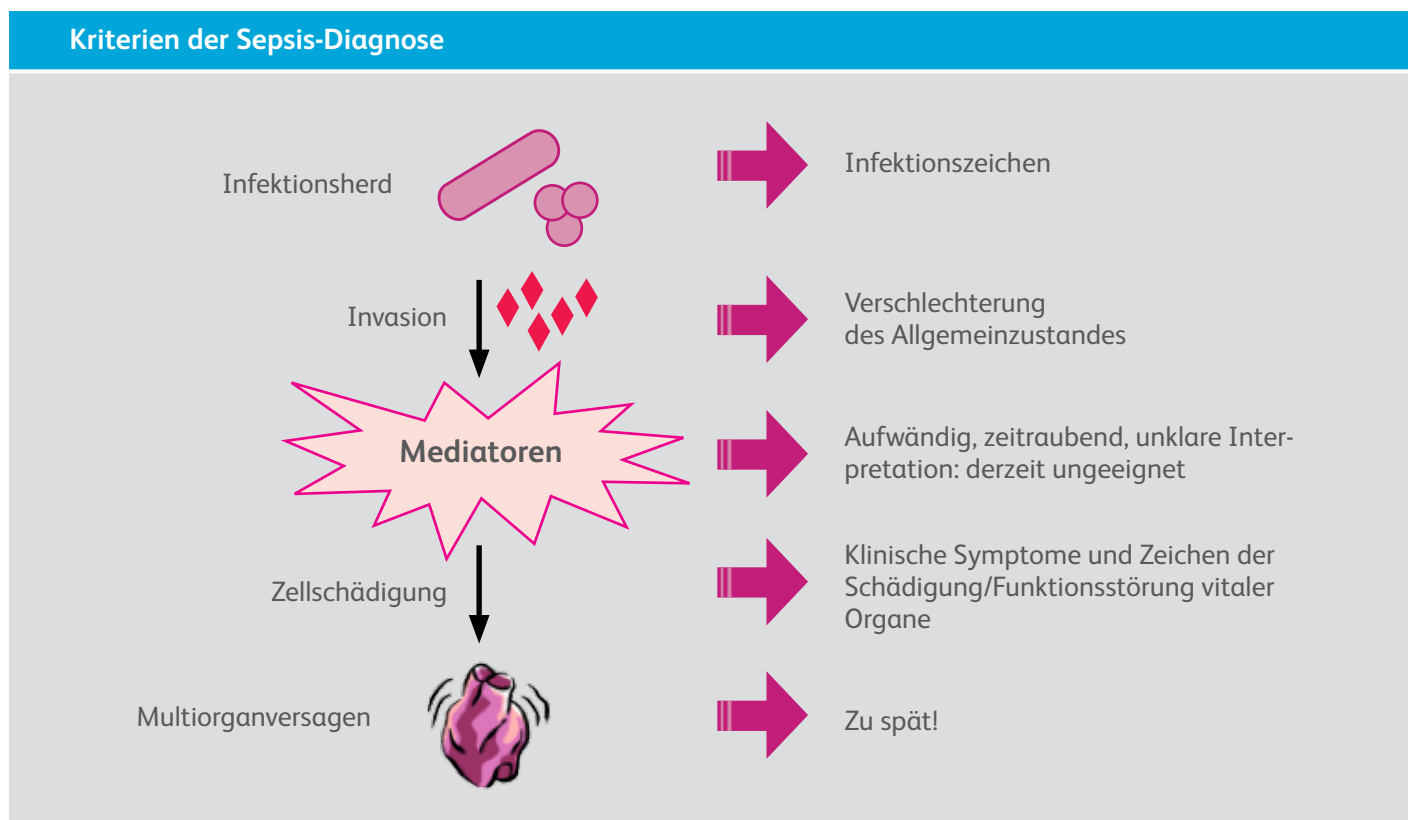 Kriterien der Sepsis-Diagnose
Infektionsherd
Infektionszeichen
Invasion
Verschlechterung
des Allgemeinzustandes
Mediatoren
Aufwändig, zeitraubend, unklare Inter-
pretation: derzeit ungeeignet
Zellschädigung
Klinische Symptome und Zeichen der
Schädigung/Funktionsstörung vitaler
Organe
Multiorganversagen
Zu spät!